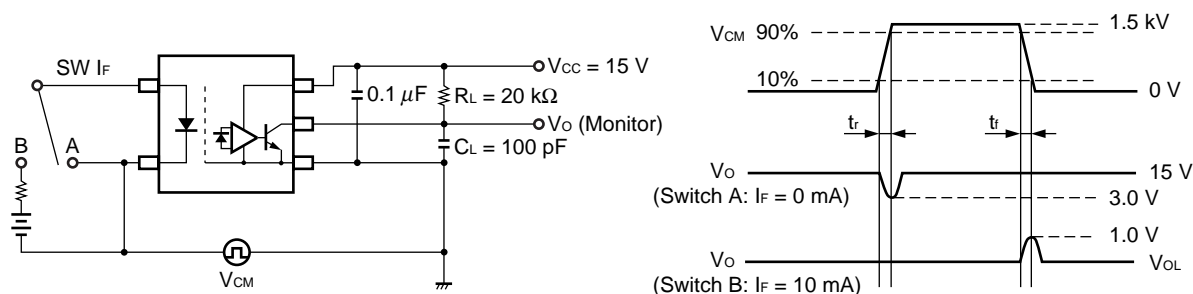 SW IF
B
A
VCM
0.1 μF
VCC = 15 V
RL = 20 kΩ
VO (Monitor)
CL = 100 pF
VCM 90%
10%
1.5 kV
0 V
tr
tf
VO
(Switch A: IF = 0 mA)
15 V
3.0 V
VO
(Switch B: IF = 10 mA)
1.0 V
VOL